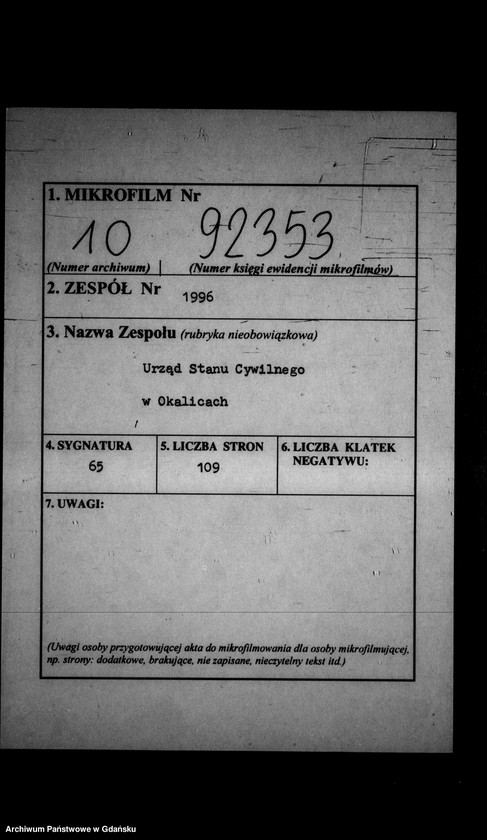 1. MIKROFILM Nr
10 92353
(Numer archiwum) (Numer księgi ewidencji mikrofilmów)
2. ZESPÓŁ Nr 1996
3. Nazwa Zespołu (rubryka nieobowiązkowa)
Urząd Stanu Cywilnego
w Okalicach
4. SYGNATURA
65
5. LICZBA STRON
109
6. LICZBA KLATEK
NEGATYWU:
7. UWAGI:
(Uwagi osoby przygotowującej akta do mikrofilmowania dla osoby mikrofilmującej,
np. strony: dodatkowe, brakujące, nie zapisane, nieczytelny tekst itd.)
Archiwum Państwowe w Gdańsku